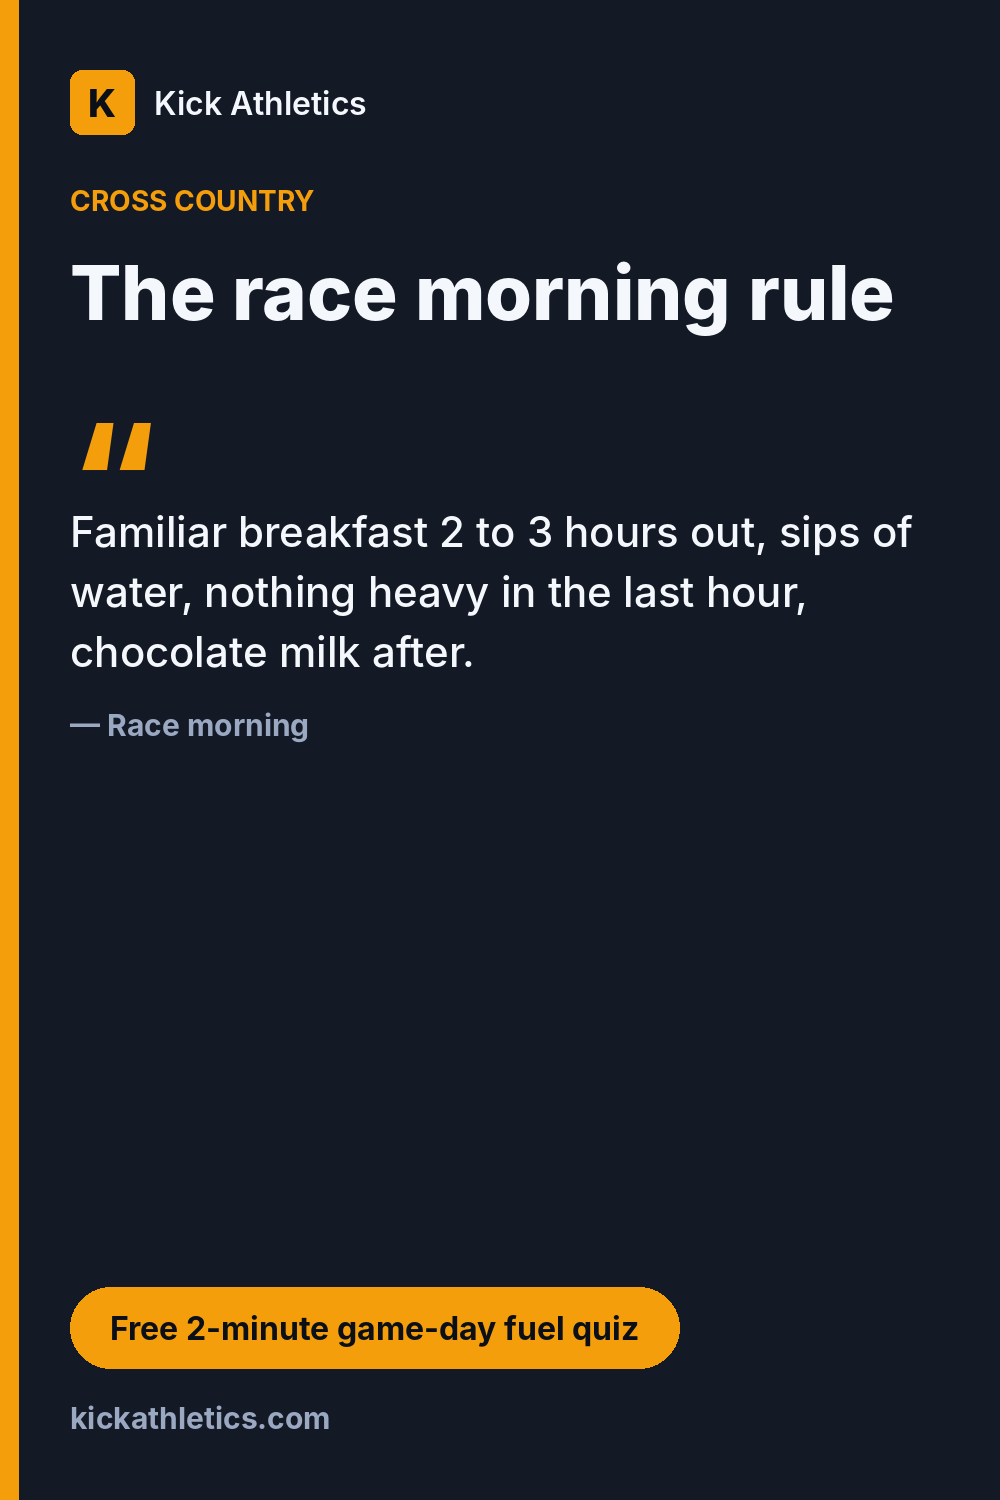 K
Kick Athletics
CROSS COUNTRY
The race morning rule
"
Familiar breakfast 2 to 3 hours out, sips of
water, nothing heavy in the last hour,
chocolate milk after.
— Race morning
Free 2-minute game-day fuel quiz
kickathletics.com